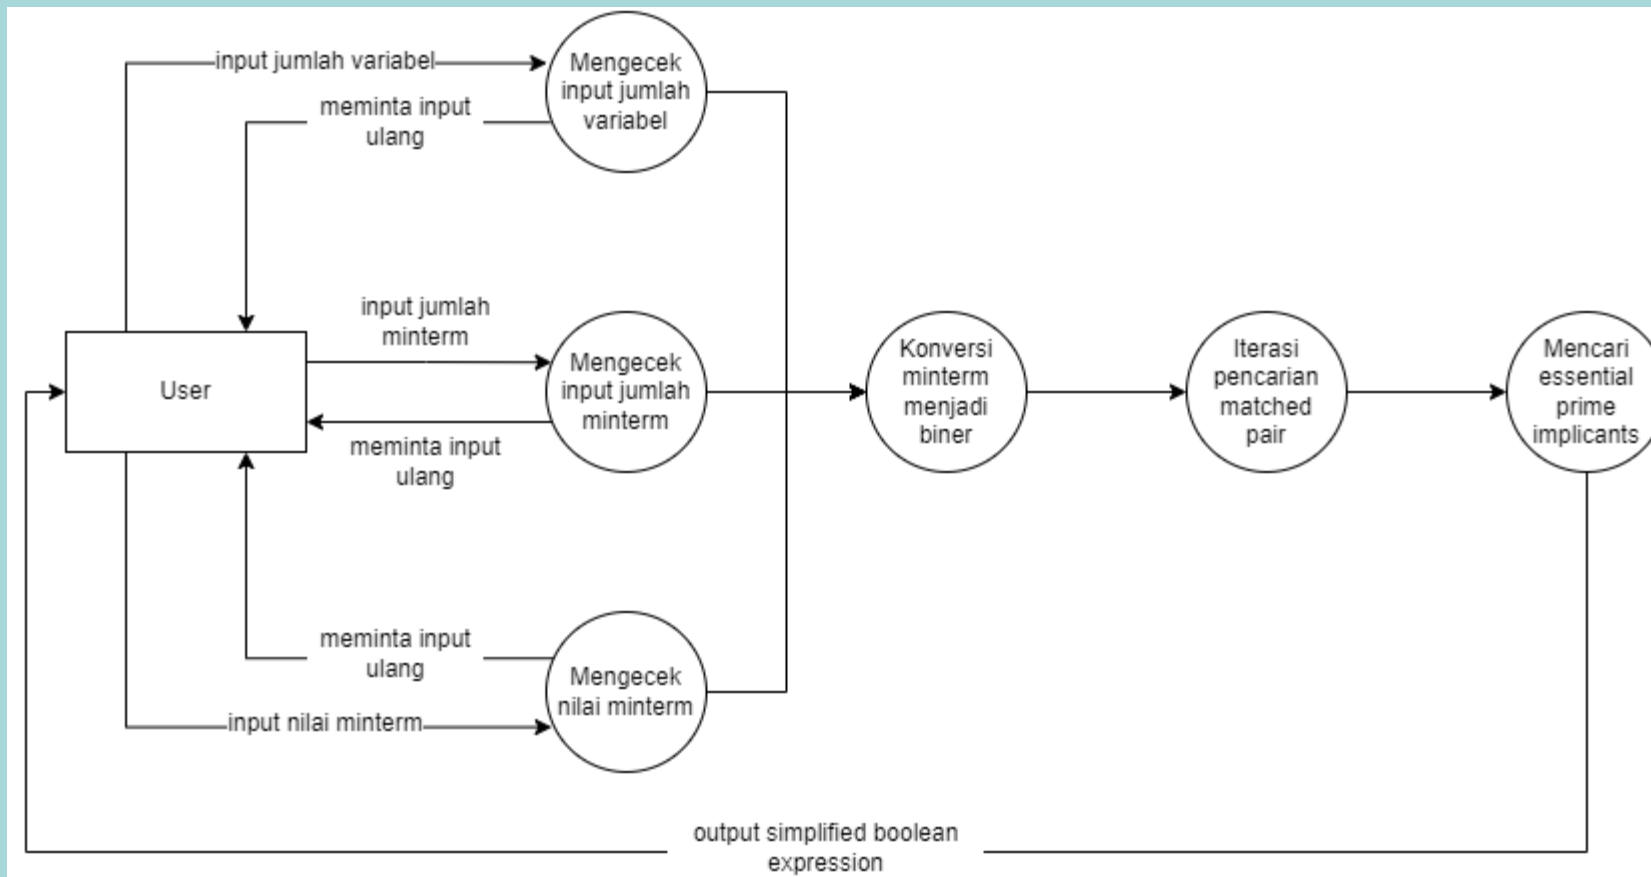 input jumlah variabel
meminta input
ulang
Mengecek
input jumlah
variabel
input jumlah
minterm
User
meminta input
ulang
Mengecek
input jumlah
minterm
Konversi
minterm
menjadi
biner
Iterasi
pencarian
matched
pair
Mencari
essential
prime
implicants
meminta input
ulang
input nilai minterm
Mengecek
nilai minterm
output simplified boolean
expression